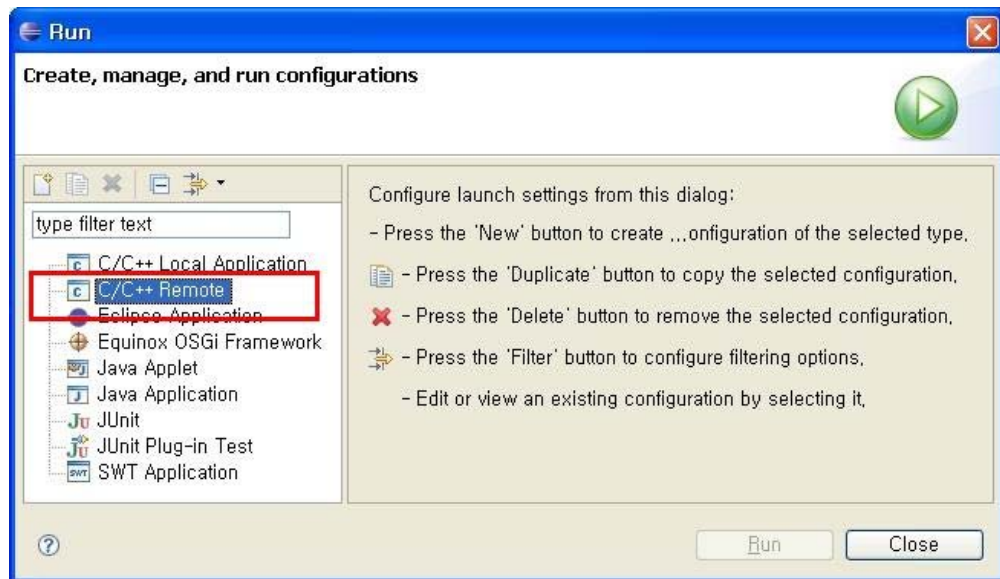 Run
Create, manage, and run configurations
type filter text
C/C++ Local Application
C/C++ Remote
Eclipse Application
Equinox OSGi Framework
Java Applet
Java Application
JUnit
JUnit Plug-in Test
SWT Application
Configure launch settings from this dialog:
- Press the 'New' button to create ...onfiguration of the selected type.
- Press the 'Duplicate' button to copy the selected configuration.
- Press the 'Delete' button to remove the selected configuration.
- Press the 'Filter' button to configure filtering options.
- Edit or view an existing configuration by selecting it.
Run
Close